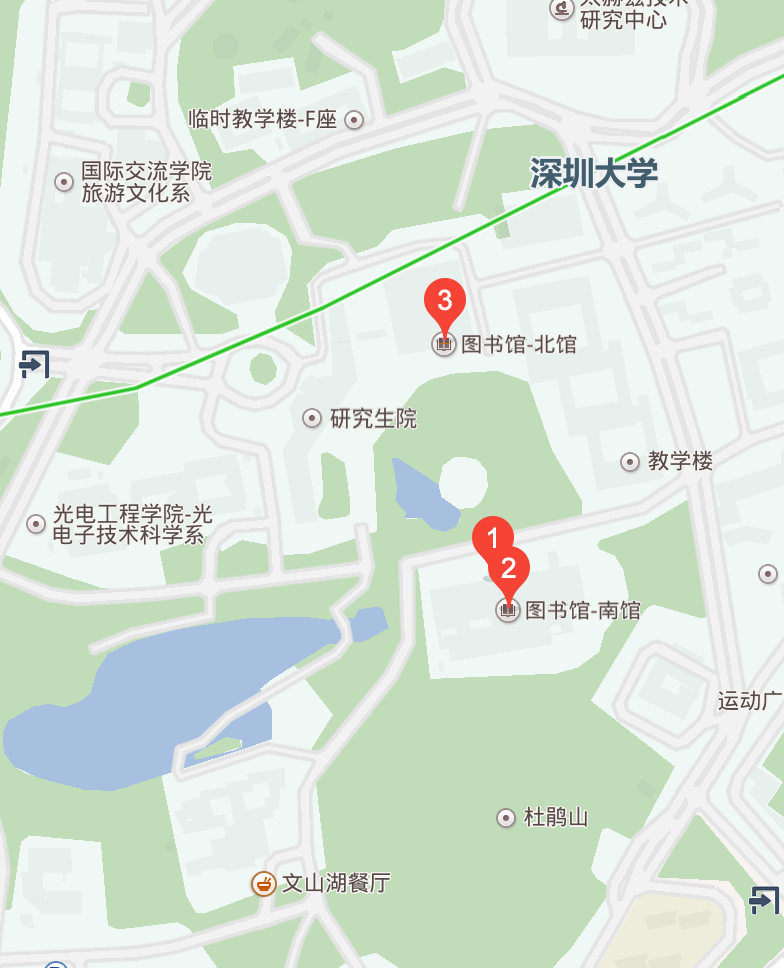 研究中心
临时教学楼-F座
国际交流学院
旅游文化系
深圳大学
3
图书馆-北馆
研究生院
教学楼
光电工程学院-光
电子技术科学系
1
2
图书馆-南馆
运动广
杜鹃山
文山湖餐厅